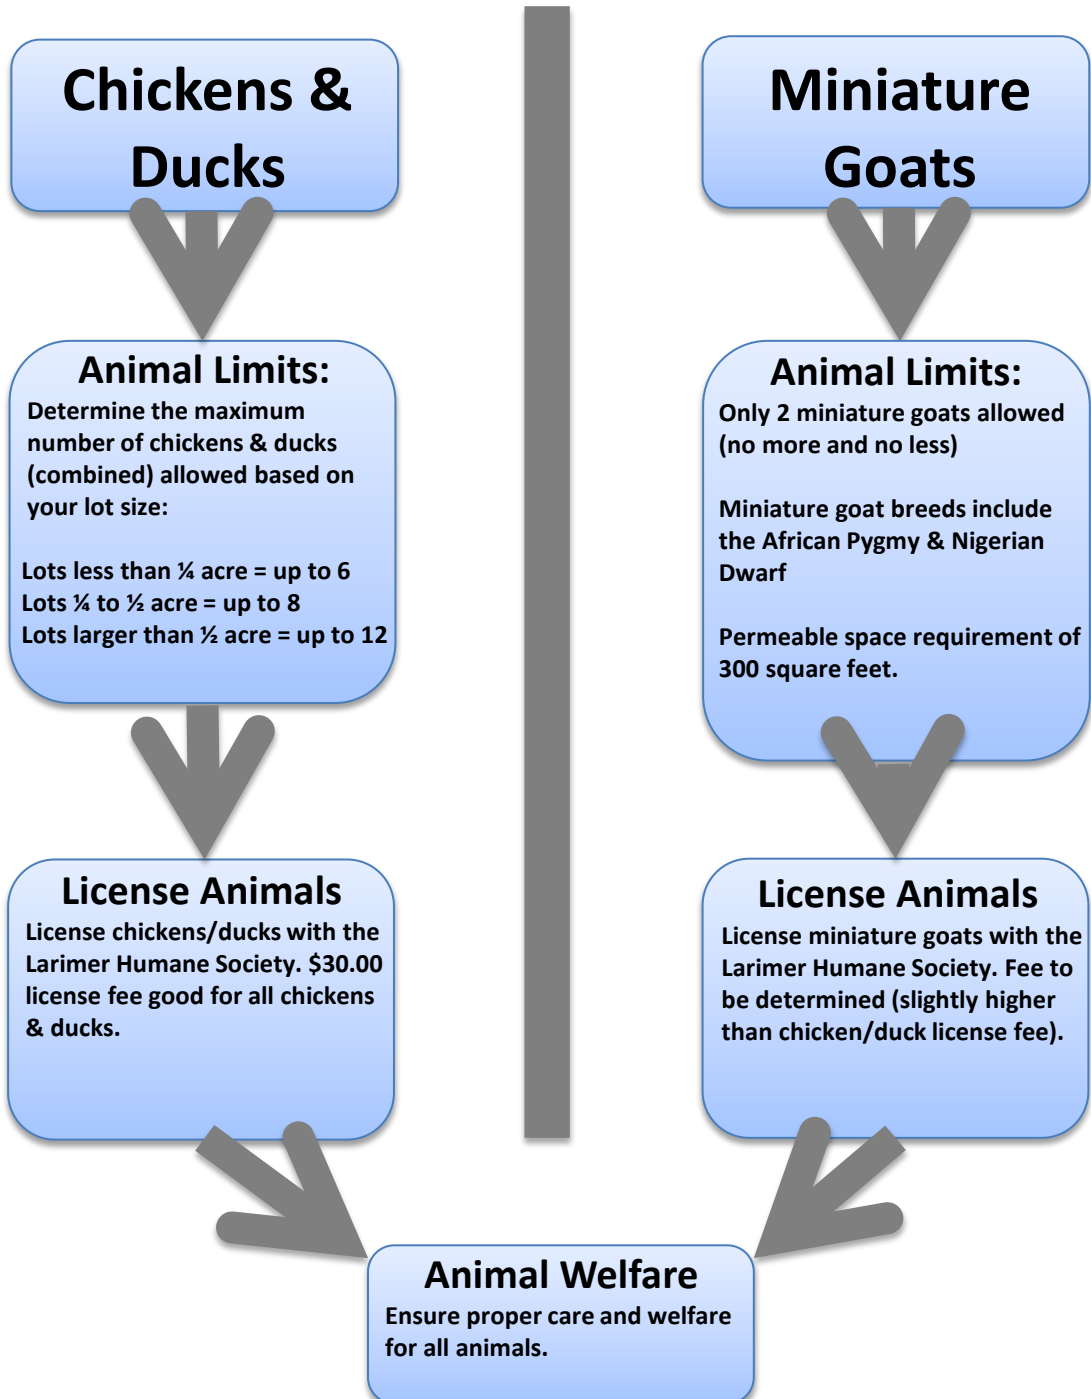 Chickens &
Ducks
Animal Limits:
Determine the maximum
number of chickens & ducks
(combined) allowed based on
your lot size:
Lots less than ¼ acre = up to 6
Lots ¼ to ½ acre = up to 8
Lots larger than ½ acre = up to 12
License Animals
License chickens/ducks with the
Larimer Humane Society. $30.00
license fee good for all chickens
& ducks.
Miniature
Goats
Animal Limits:
Only 2 miniature goats allowed
(no more and no less)
Miniature goat breeds include
the African Pygmy & Nigerian
Dwarf
Permeable space requirement of
300 square feet.
License Animals
License miniature goats with the
Larimer Humane Society. Fee to
be determined (slightly higher
than chicken/duck license fee).
Animal Welfare
Ensure proper care and welfare
for all animals.